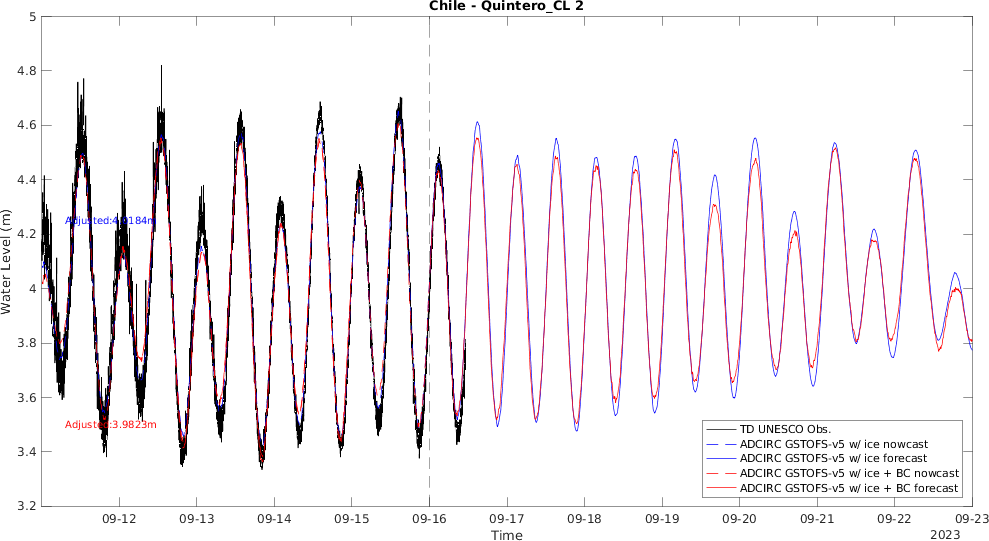 Chile - Quintero_CL 2
5
4.8
4.6
4.4
4.2
4
3.8
3.6
3.4
3.2
Water Level (m)
Adjusted:4.0184m
Adjusted:3.9823m
TD UNESCO Obs.
ADCIRC GSTOFS-v5 w/ ice nowcast
ADCIRC GSTOFS-v5 w/ ice forecast
ADCIRC GSTOFS-v5 w/ ice + BC nowcast
ADCIRC GSTOFS-v5 w/ ice + BC forecast
09-12 09-13 09-14 09-15 09-16 09-17 09-18 09-19 09-20 09-21 09-22 09-23
Time
2023